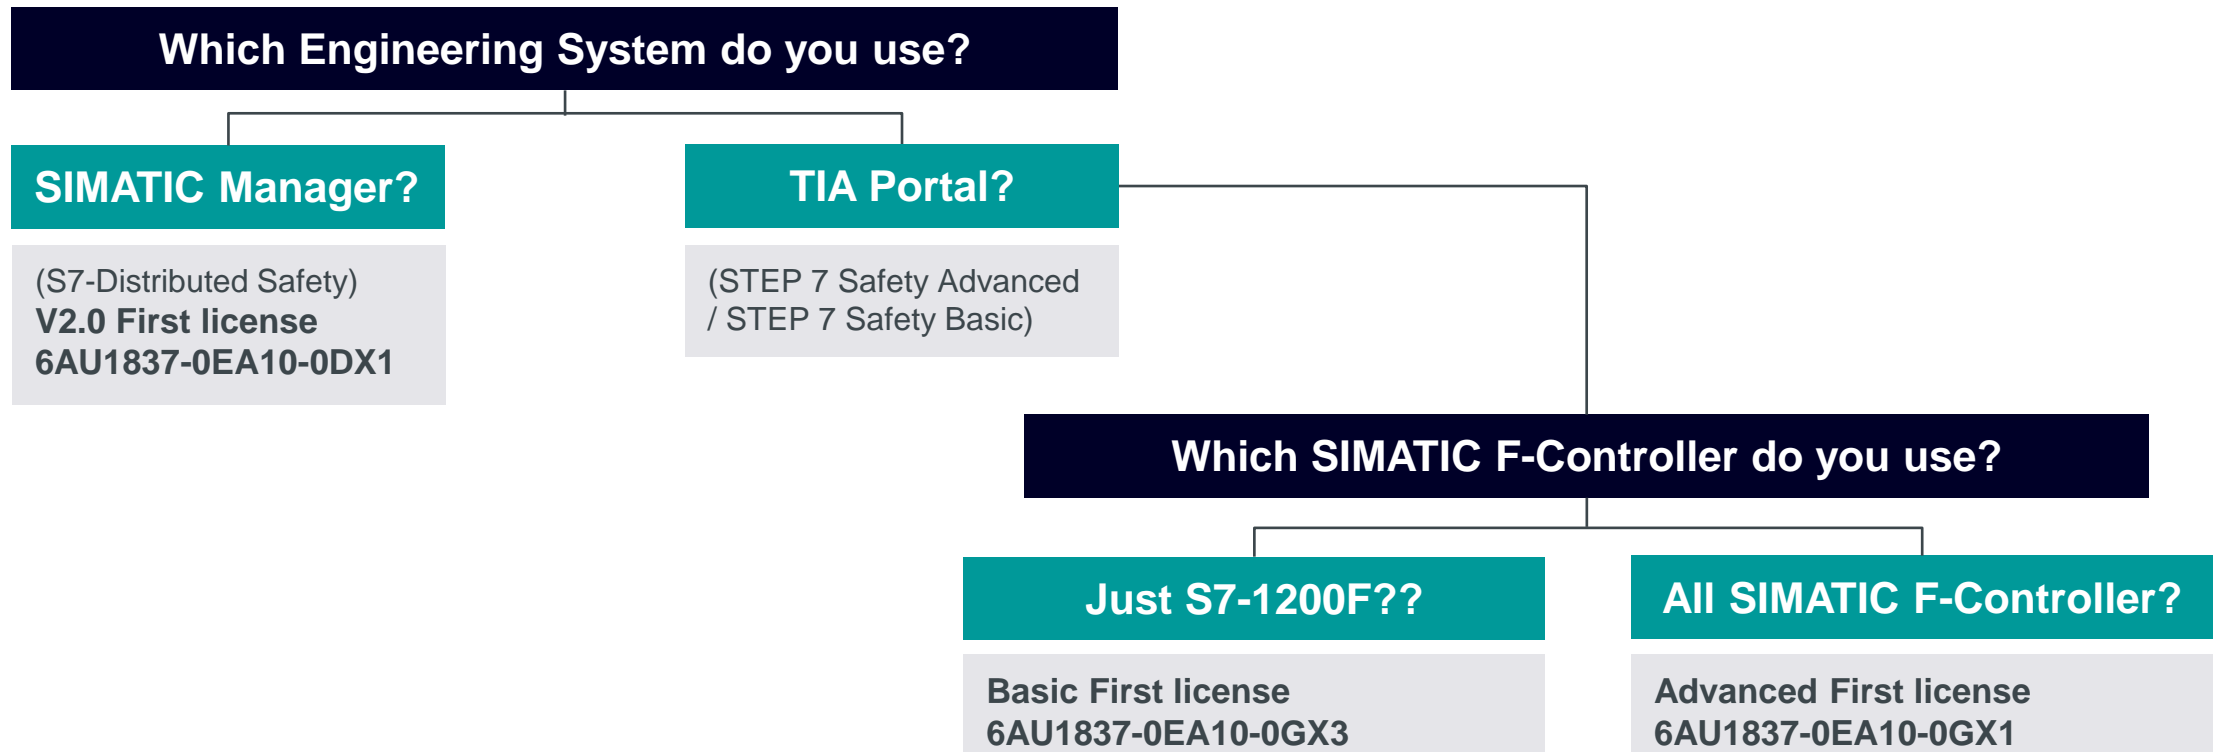 Which Engineering System do you use?
SIMATIC Manager?
TIA Portal?
(S7-Distributed Safety)
V2.0 First license
6AU1837-0EA10-0DX1
(STEP 7 Safety Advanced
/ STEP 7 Safety Basic)
Which SIMATIC F-Controller do you use?
Just S7-1200F??
All SIMATIC F-Controller?
Basic First license
6AU1837-0EA10-0GX3
Advanced First license
6AU1837-0EA10-0GX1